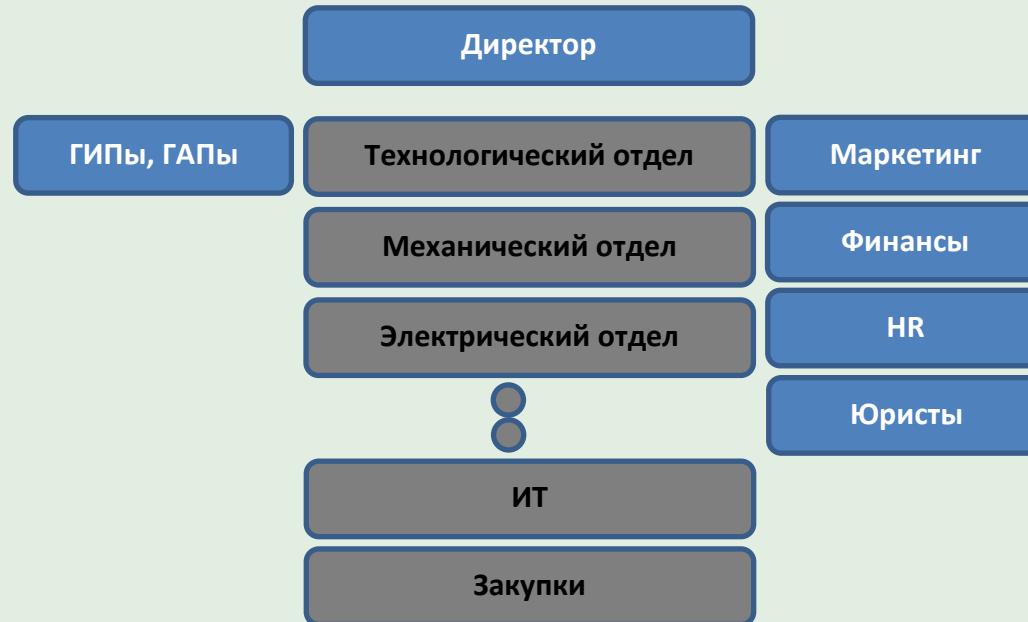 Директор
ГИПы, ГАПы
Технологический отдел
Маркетинг
Механический отдел
Финансы
Электрический отдел
HR
Юристы
ИТ
Закупки